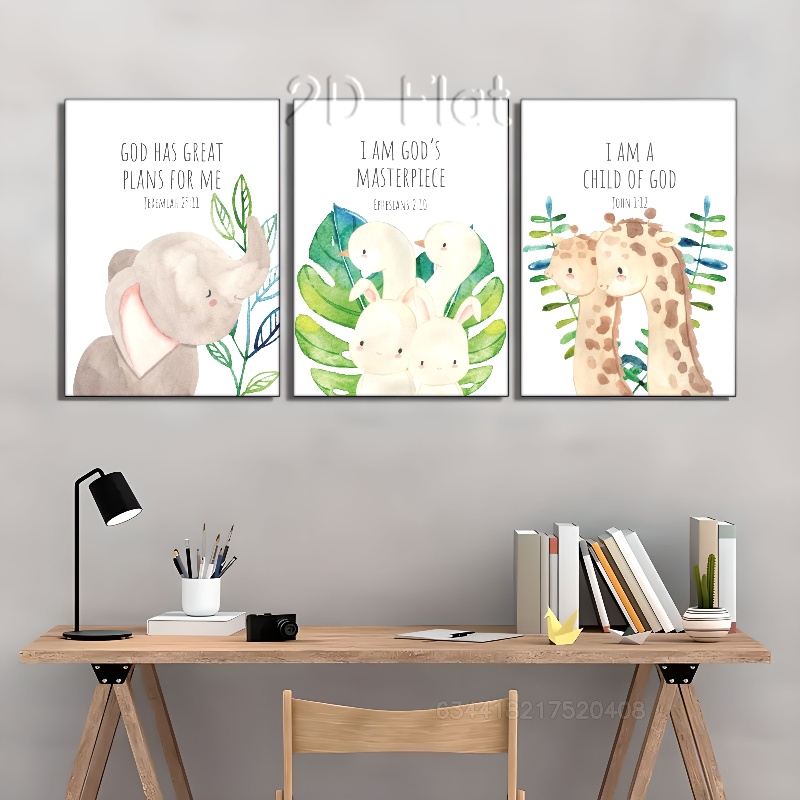 2D Flat
GOD HAS GREAT
PLANS FOR ME
JEREMIAH 29:11
I AM GOD'S
MASTERPIECE
EPHESIANS 2:10
I AM A
CHILD OF GOD
JOHN 1:12
634418217520408